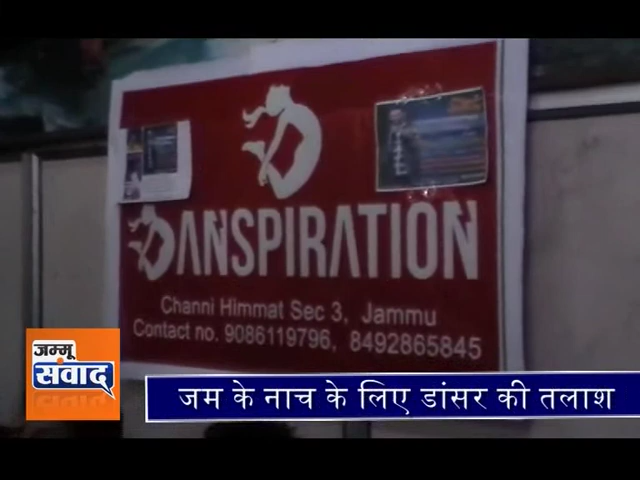 DANSPIRATION
Channi Himmat Sec 3, Jammu
Contact no. 9086119796, 8492865845
जम्मू
संवाद
जम के नाच के लिए डांसर की तलाश